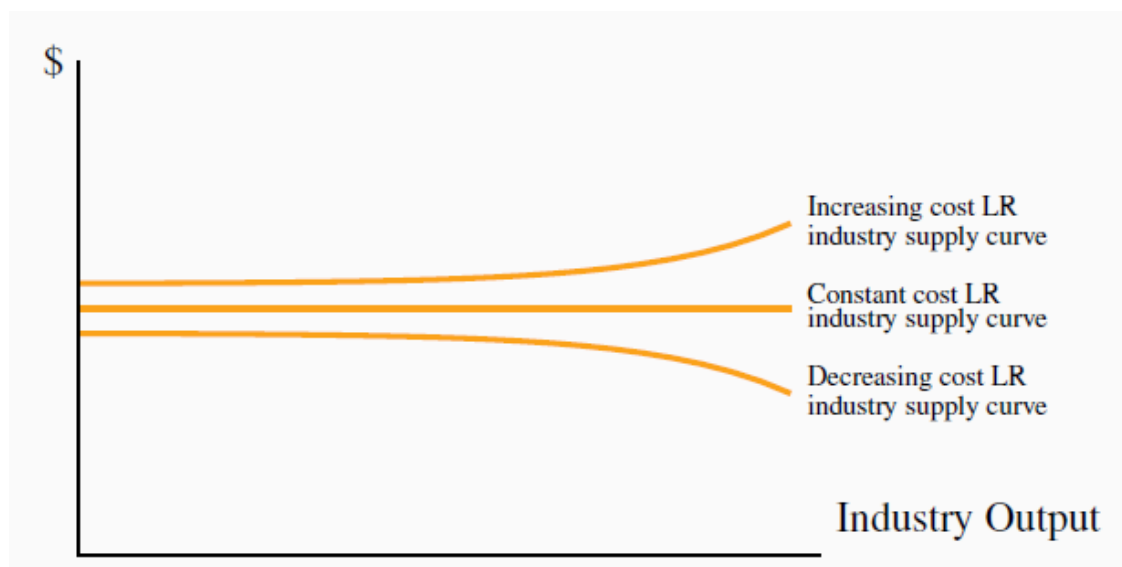 $
Increasing cost LR
industry supply curve
Constant cost LR
industry supply curve
Decreasing cost LR
industry supply curve
Industry Output